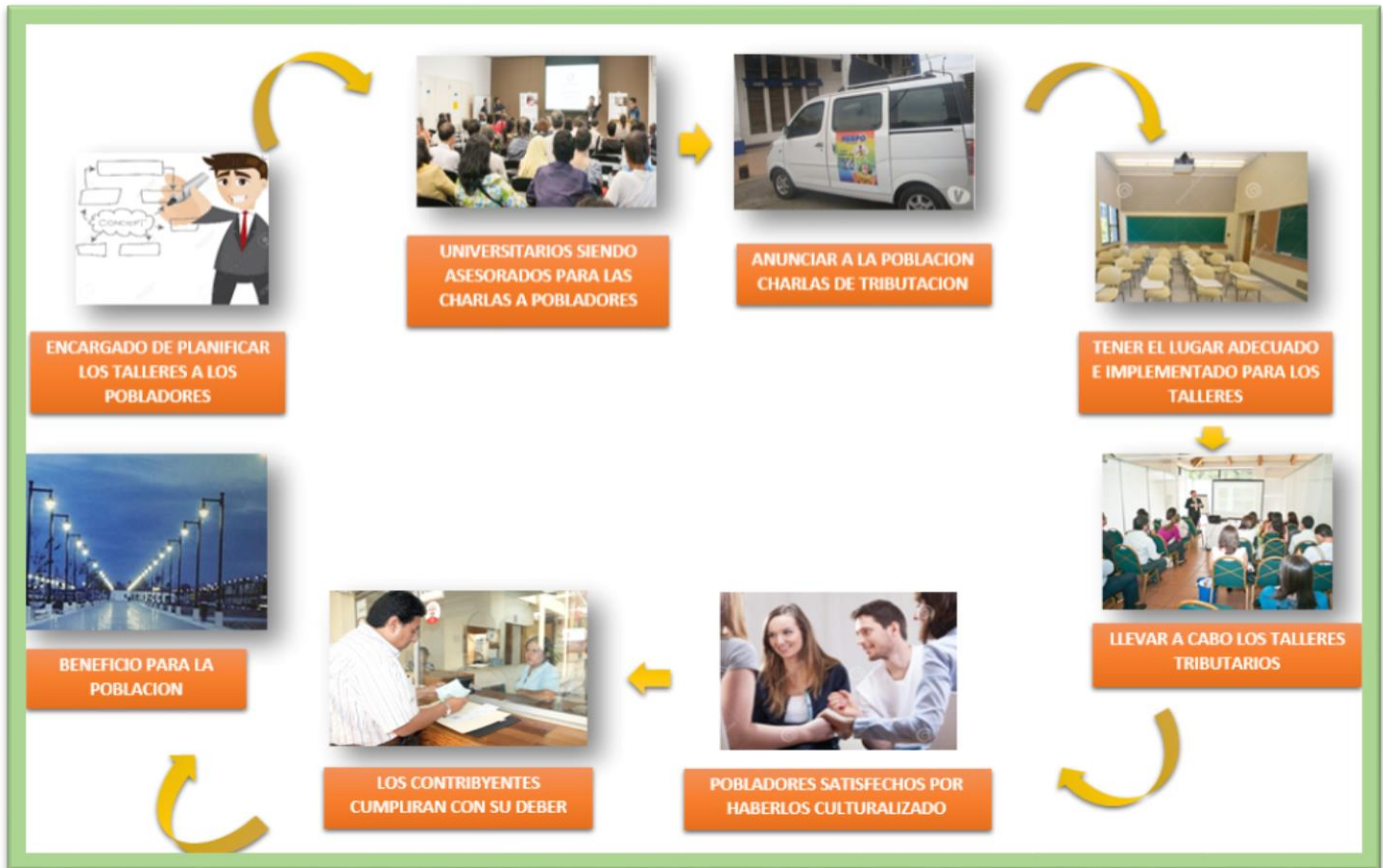 ENCARGADO DE PLANIFICAR
LOS TALLERES A LOS
POBLADORES
CONCEPT
UNIVERSITARIOS SIENDO
ASESORADOS PARA LAS
CHARLAS A POBLADORES
ANUNCIAR A LA POBLACION
CHARLAS DE TRIBUTACION
TENER EL LUGAR ADECUADO
E IMPLEMENTADO PARA LOS
TALLERES
LLEVAR A CABO LOS TALLERES
TRIBUTARIOS
POBLADORES SATISFECHOS POR
HABERLOS CULTURALIZADO
LOS CONTRIBYENTES
CUMPLIRAN CON SU DEBER
BENEFICIO PARA LA
POBLACION